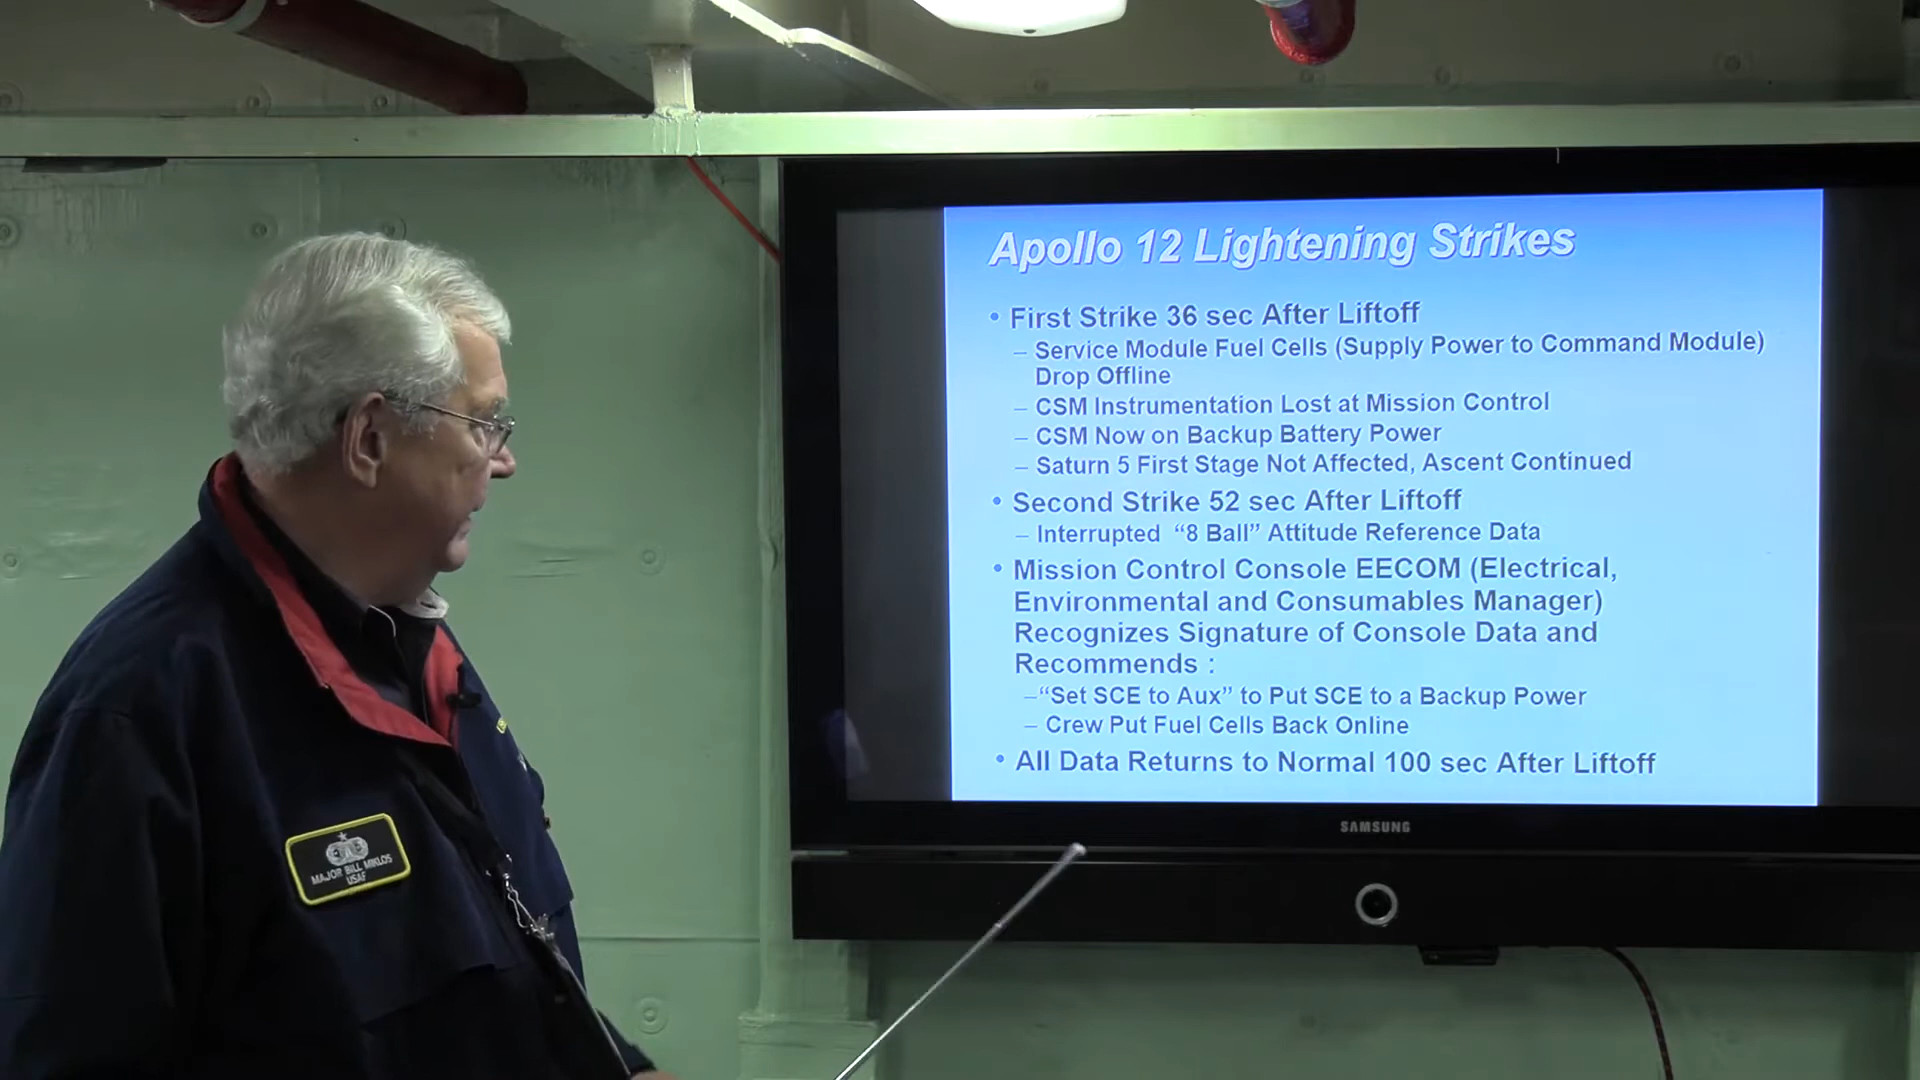 Apollo 12 Lightening Strikes
• First Strike 36 sec After Liftoff
– Service Module Fuel Cells (Supply Power to Command Module)
Drop Offline
– CSM Instrumentation Lost at Mission Control
– CSM Now on Backup Battery Power
– Saturn 5 First Stage Not Affected, Ascent Continued
• Second Strike 52 sec After Liftoff
– Interrupted “8 Ball” Attitude Reference Data
• Mission Control Console EECOM (Electrical,
Environmental and Consumables Manager)
Recognizes Signature of Console Data and
Recommends :
–“Set SCE to Aux” to Put SCE to a Backup Power
– Crew Put Fuel Cells Back Online
• All Data Returns to Normal 100 sec After Liftoff
SAMSUNG
MAJOR BILL MIKLOS
USAF